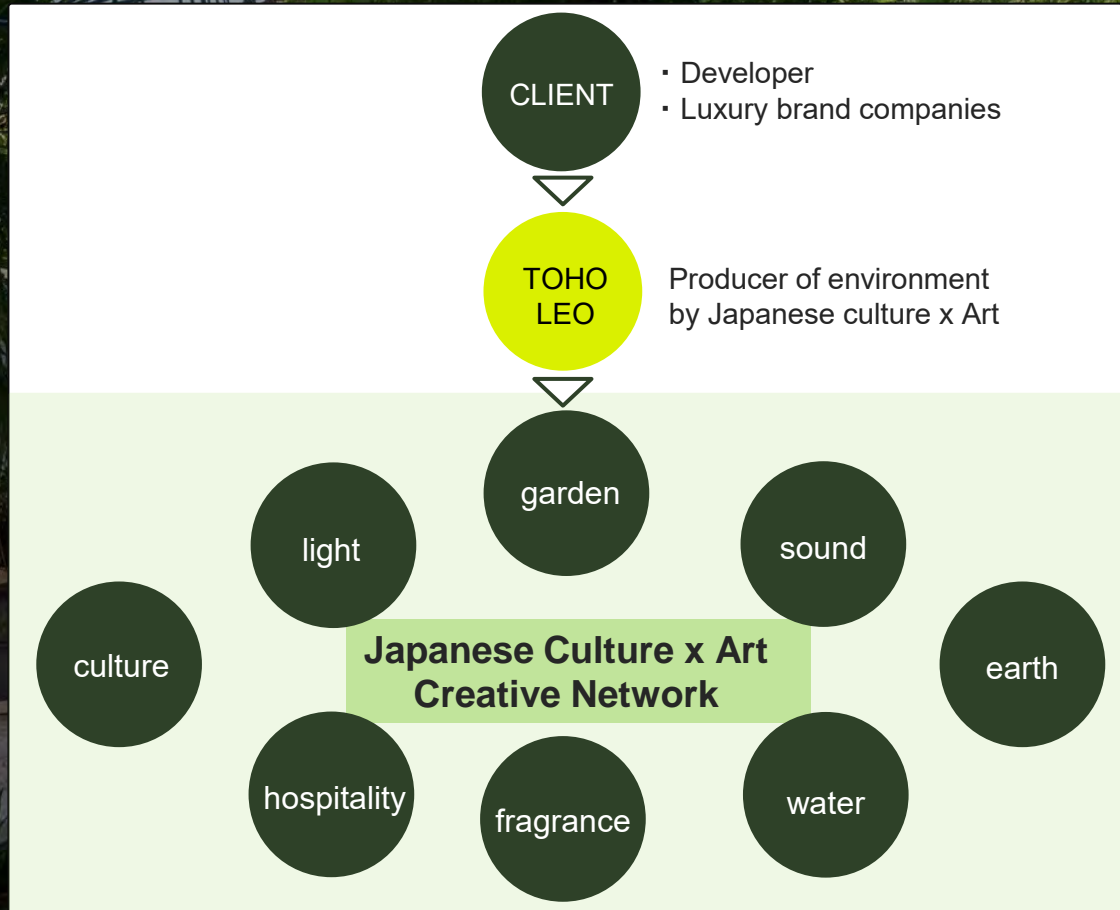 CLIENT
・Developer
・Luxury brand companies
TOHO
LEO
Producer of environment
by Japanese culture x Art
garden
light
sound
culture
Japanese Culture x Art
Creative Network
earth
hospitality
fragrance
water